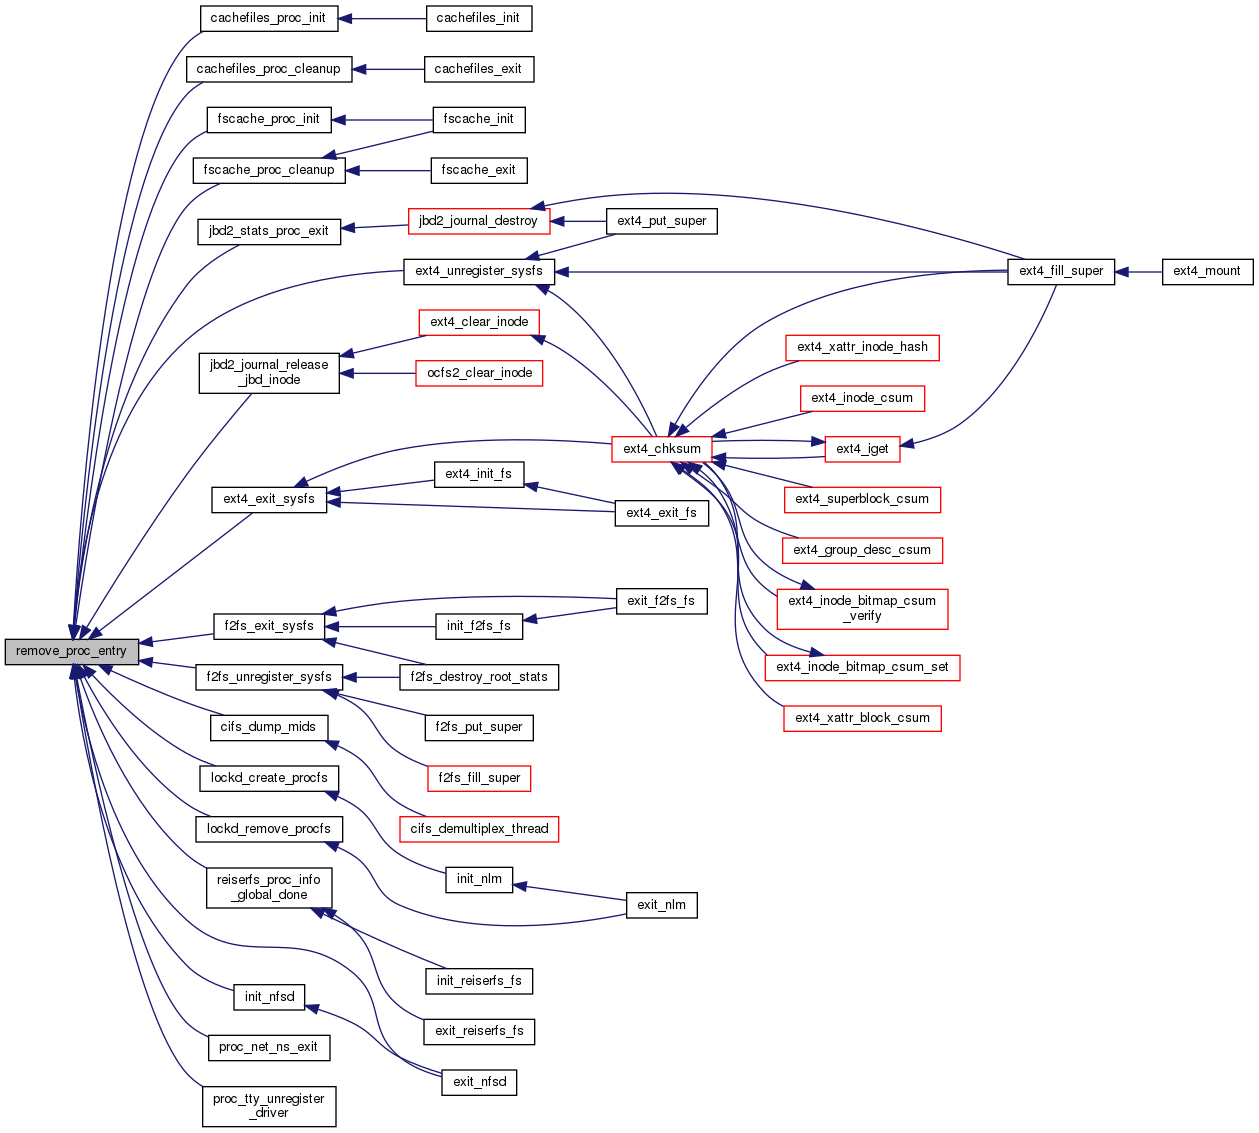 cachefiles_proc_init
cachefiles_init
cachefiles_proc_cleanup
cachefiles_exit
fscache_proc_init
fscache_init
fscache_proc_cleanup
fscache_exit
jbd2_stats_proc_exit
jbd2_journal_destroy
ext4_put_super
ext4_unregister_sysfs
ext4_fill_super
ext4_mount
ext4_clear_inode
jbd2_journal_release
_jbd_inode
ocfs2_clear_inode
ext4_xattr_inode_hash
ext4_inode_csum
ext4_chksum
ext4_iget
ext4_exit_sysfs
ext4_init_fs
ext4_exit_fs
ext4_superblock_csum
ext4_group_desc_csum
ext4_inode_bitmap_csum
_verify
ext4_inode_bitmap_csum_set
ext4_xattr_block_csum
remove_proc_entry
f2fs_exit_sysfs
exit_f2fs_fs
init_f2fs_fs
f2fs_destroy_root_stats
f2fs_unregister_sysfs
f2fs_put_super
cifs_dump_mids
f2fs_fill_super
lockd_create_procfs
cifs_demultiplex_thread
lockd_remove_procfs
init_nlm
exit_nlm
reiserfs_proc_info
_global_done
init_reiserfs_fs
init_nfsd
exit_reiserfs_fs
proc_net_ns_exit
exit_nfsd
proc_tty_unregister
_driver